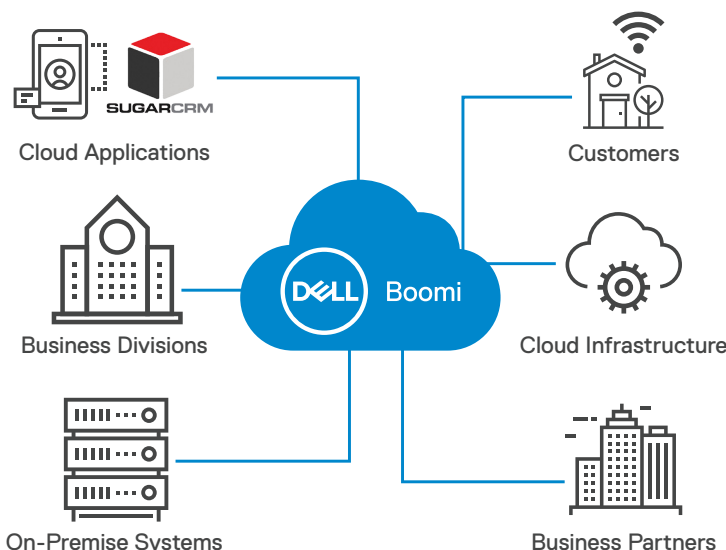 SUGARCRM
Cloud Applications
Customers
DELL Boomi
Business Divisions
Cloud Infrastructure
On-Premise Systems
Business Partners